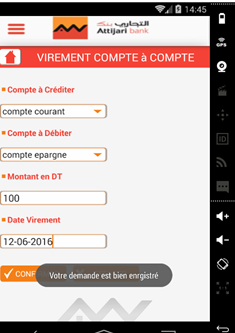 14:45
التجاري بنك
Attijari bank
VIREMENT COMPTE à COMPTE
Compte à Créditer
compte courant
Compte à Débiter
compte epargne
Montant en DT
100
Date Virement
12-06-2016
CONF
Votre demande est bien enrgistré
GPS
ID